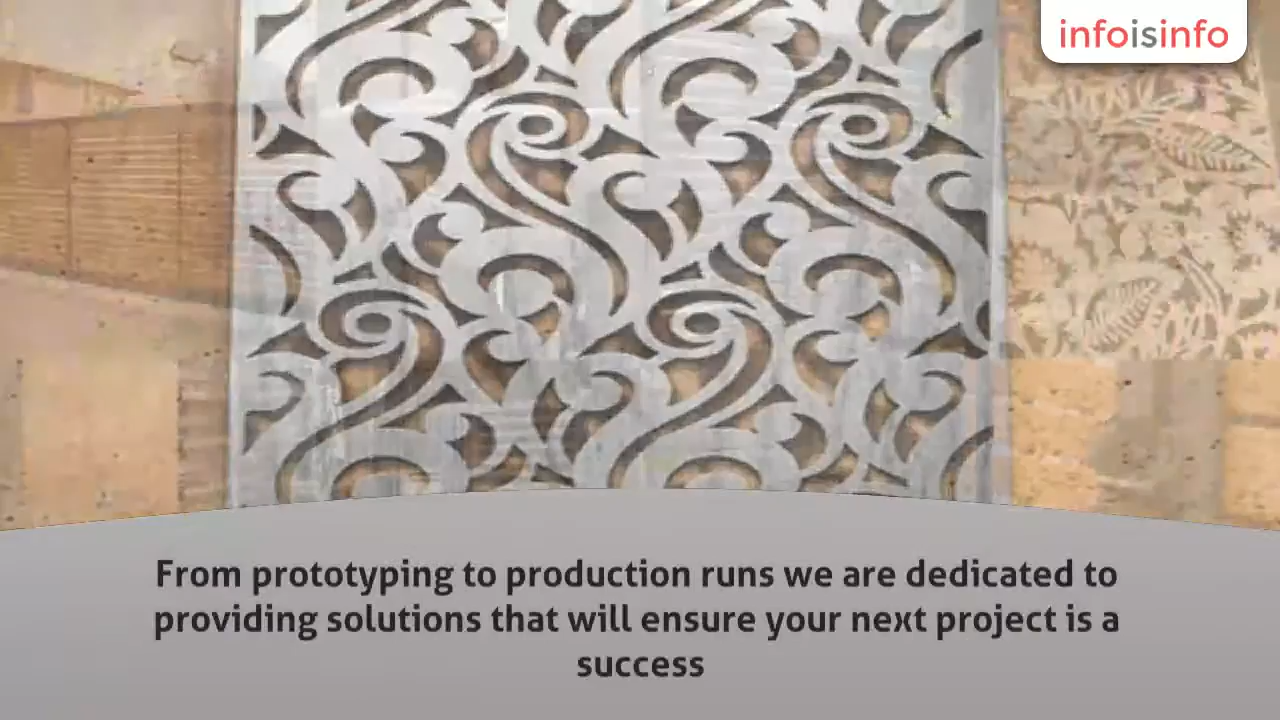 infoisinfo
From prototyping to production runs we are dedicated to
providing solutions that will ensure your next project is a
success